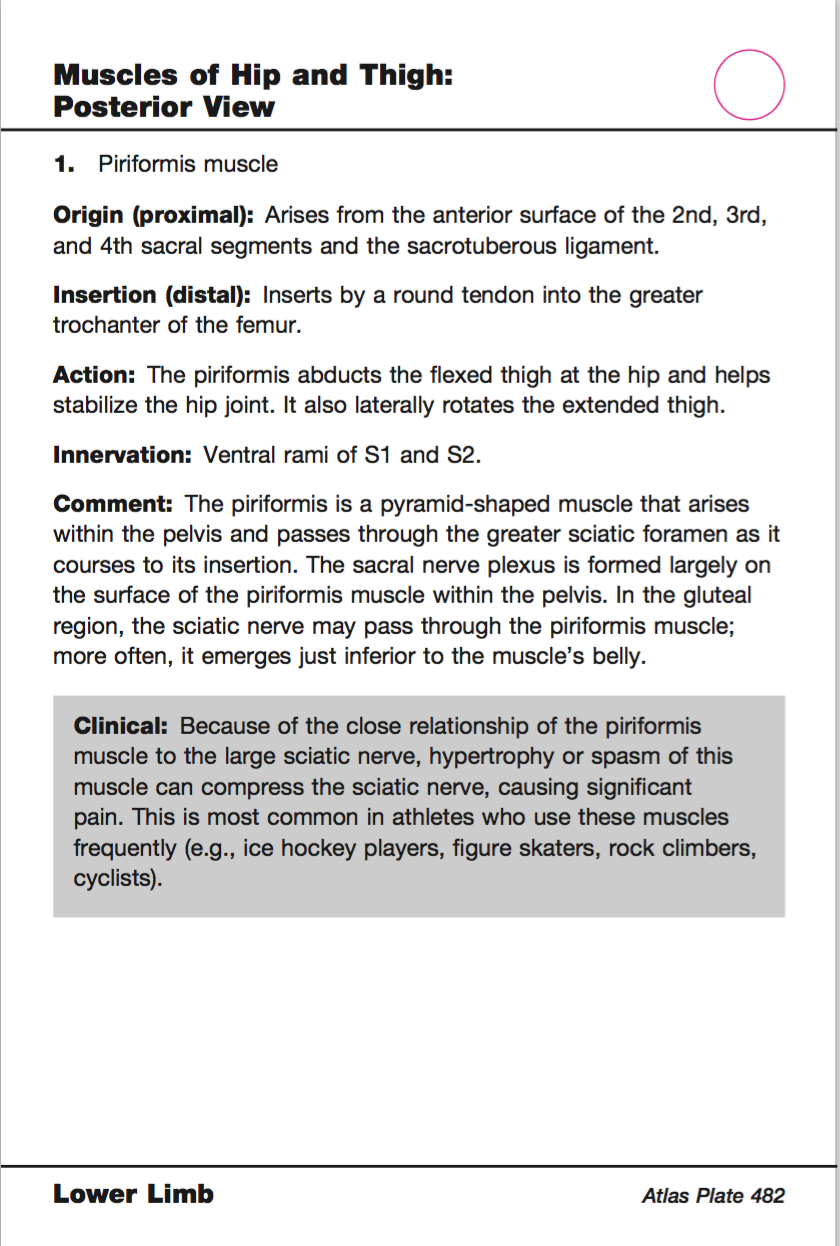 Muscles of Hip and Thigh:
Posterior View
1. Piriformis muscle
Origin (proximal): Arises from the anterior surface of the 2nd, 3rd,
and 4th sacral segments and the sacrotuberous ligament.
Insertion (distal): Inserts by a round tendon into the greater
trochanter of the femur.
Action: The piriformis abducts the flexed thigh at the hip and helps
stabilize the hip joint. It also laterally rotates the extended thigh.
Innervation: Ventral rami of S1 and S2.
Comment: The piriformis is a pyramid-shaped muscle that arises
within the pelvis and passes through the greater sciatic foramen as it
courses to its insertion. The sacral nerve plexus is formed largely on
the surface of the piriformis muscle within the pelvis. In the gluteal
region, the sciatic nerve may pass through the piriformis muscle;
more often, it emerges just inferior to the muscle’s belly.
Clinical: Because of the close relationship of the piriformis
muscle to the large sciatic nerve, hypertrophy or spasm of this
muscle can compress the sciatic nerve, causing significant
pain. This is most common in athletes who use these muscles
frequently (e.g., ice hockey players, figure skaters, rock climbers,
cyclists).
Lower Limb
Atlas Plate 482